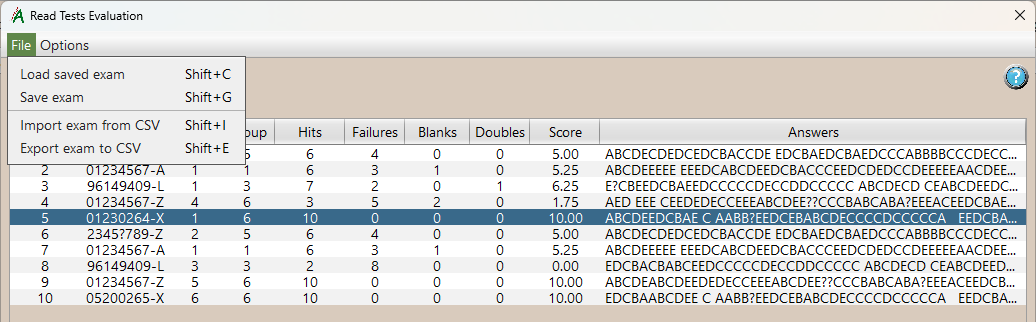 Read Tests Evaluation
File Options
Load saved exam Shift+C
Save exam Shift+G
Import exam from CSV Shift+I
Export exam to CSV Shift+E
oup Hits Failures Blanks Doubles Score Answers
5 6 4 0 0 5.00 ABCDECDEDCEDCBACCDE EDCBAEDCBAEDCCCABBBBCCCDECC...
2 01234567-A 1 1 6 3 1 0 5.25 ABCDEEEEE EEEDCABCDEEDCBACCCEEDCDEDCCDEEEEEAACDEE...
3 96149409-L 1 3 7 2 0 1 6.25 E?CBEEDCBAEEDCCCCCDECCDDCCCCC ABCDECD CEABCDEEDC...
4 01234567-Z 4 6 3 5 2 0 1.75 AED EEE CEEDEDECCEEEABCDEE??CCCBABCABA?EEEACEEDCBAE...
5 01230264-X 1 6 10 0 0 0 10.00 ABCDEEDCBAE C AABB?EEDCEBABCDECCCCDCCCCCA EEDCBA...
6 2345?789-Z 2 5 6 4 0 0 5.00 ABCDECDEDCEDCBACCDE EDCBAEDCBAEDCCCABBBBCCCDECC...
7 01234567-A 1 1 6 3 1 0 5.25 ABCDEEEEE EEEDCABCDEEDCBACCCEEDCDEDCCDEEEEEAACDEE...
8 96149409-L 3 3 2 8 0 0 0.00 EDCBACBABCEEDCCCCCDECCDDCCCCC ABCDECD CEABCDEED...
9 01234567-Z 5 6 10 0 0 0 10.00 ABCDEABCDEEDEDECCEEEABCDEE??CCCBABCABA?EEEACEEDCB...
10 05200265-X 6 6 10 0 0 0 10.00 EDCBAABCDEE C AABB?EEDCEBABCDECCCCDCCCCCA EEDCBA...